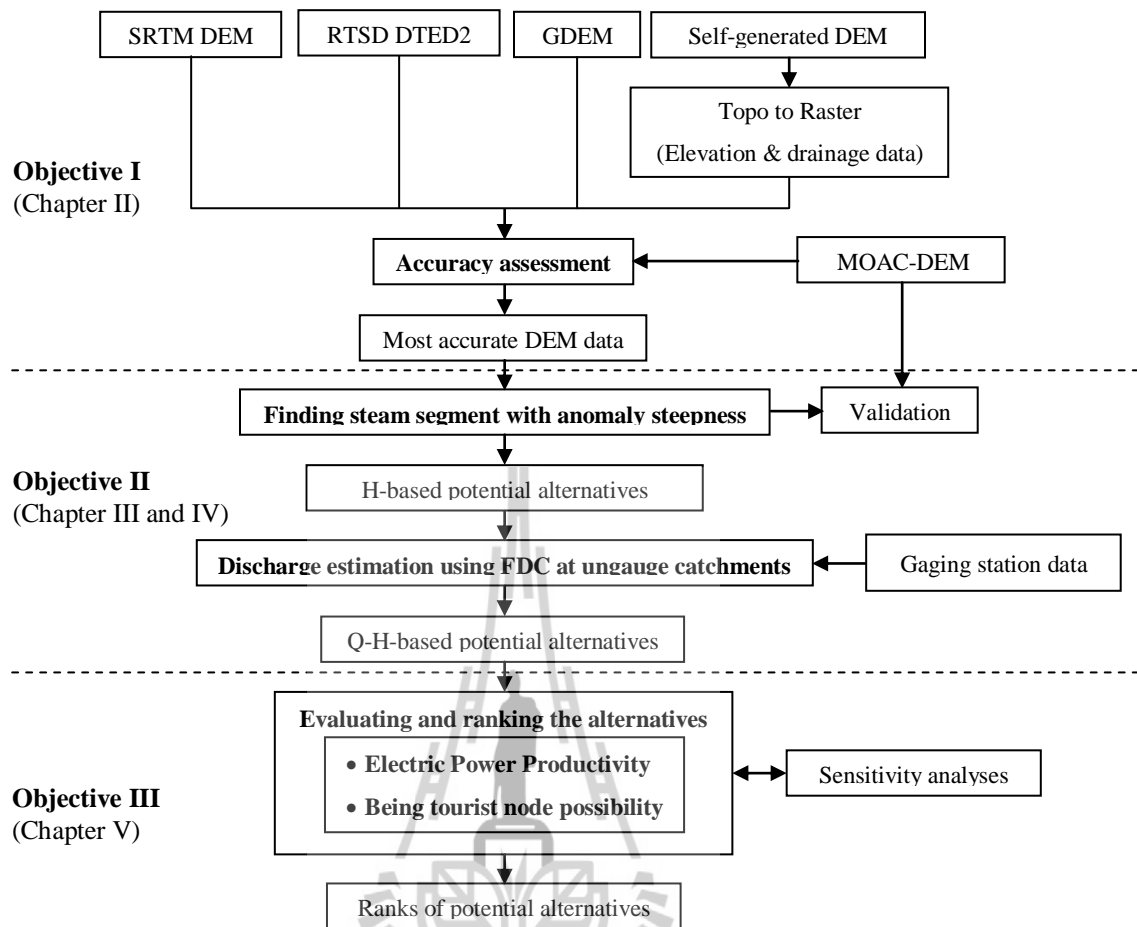 SRTM DEM
RTSD DTED2
GDEM
Self-generated DEM
Topo to Raster
(Elevation & drainage data)
Objective I
(Chapter II)
Accuracy assessment
MOAC-DEM
Most accurate DEM data
Finding steam segment with anomaly steepness
Validation
H-based potential alternatives
Objective II
(Chapter III and IV)
Discharge estimation using FDC at ungauge catchments
Gaging station data
Q-H-based potential alternatives
Evaluating and ranking the alternatives
• Electric Power Productivity
• Being tourist node possibility
Sensitivity analyses
Objective III
(Chapter V)
Ranks of potential alternatives